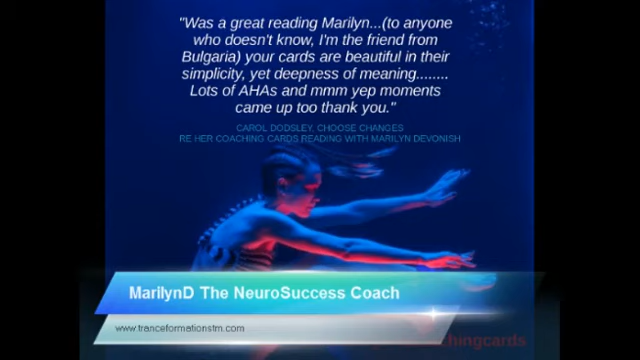 "Was a great reading Marilyn...(to anyone
who doesn't know, I'm the friend from
Bulgaria) your cards are beautiful in their
simplicity, yet deepness of meaning........
Lots of AHAs and mmm yep moments
came up too thank you."
CAROL DODSLEY, CHOOSE CHANGES
RE HER COACHING CARDS READING WITH MARILYN DEVONISH
MarilynD The NeuroSuccess Coach
www.tranceformationstm.com
hingcards